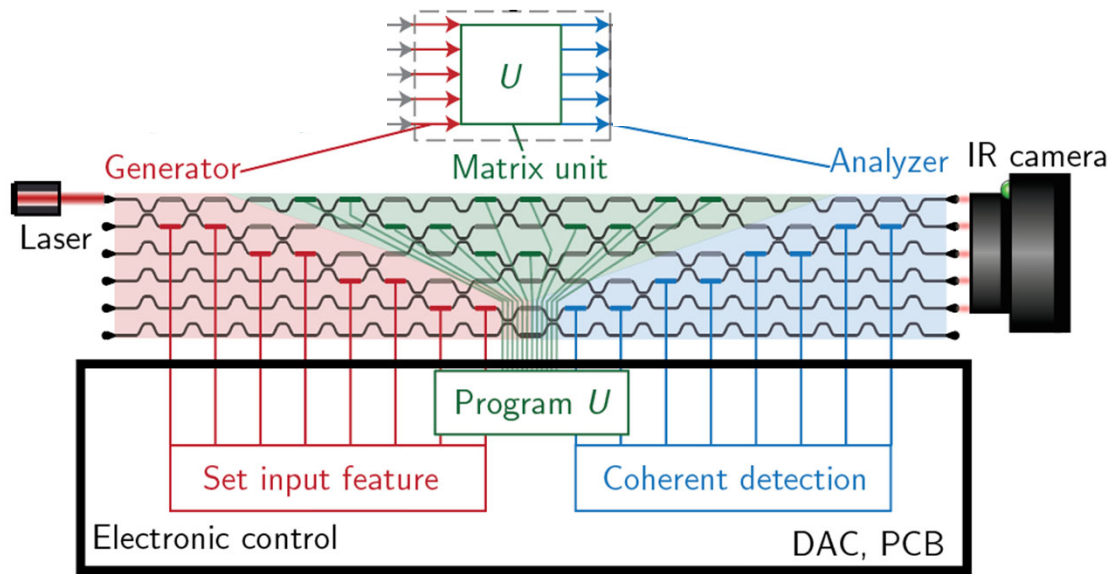 U
Generator
Matrix unit
Analyzer
IR camera
Laser
Program U
Set input feature
Coherent detection
Electronic control
DAC, PCB